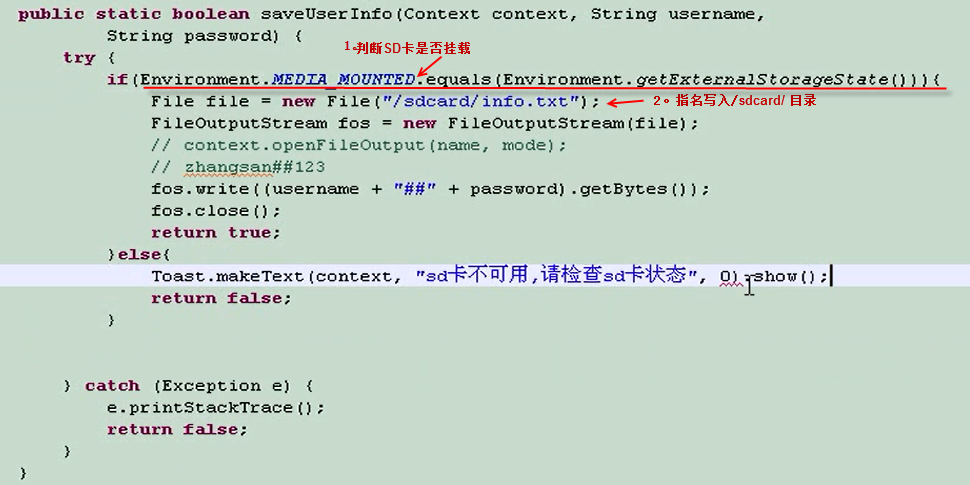 public static boolean saveUserInfo(Context context, String username,
String password) {
1.判断SD卡是否挂载
try {
if(Environment.MEDIA_MOUNTED.equals(Environment.getExternalStorageState())){
File file = new File("/sdcard/info.txt");
2。指名写入/sdcard/ 目录
FileOutputStream fos = new FileOutputStream(file);
// context.openFileOutput(name, mode);
// zhangsan##123
fos.write((username + "##" + password).getBytes());
fos.close();
return true;
}else{
Toast.makeText(context, "sd卡不可用,请检查sd卡状态", 0).show();
return false;
}
} catch (Exception e) {
e.printStackTrace();
return false;
}
}